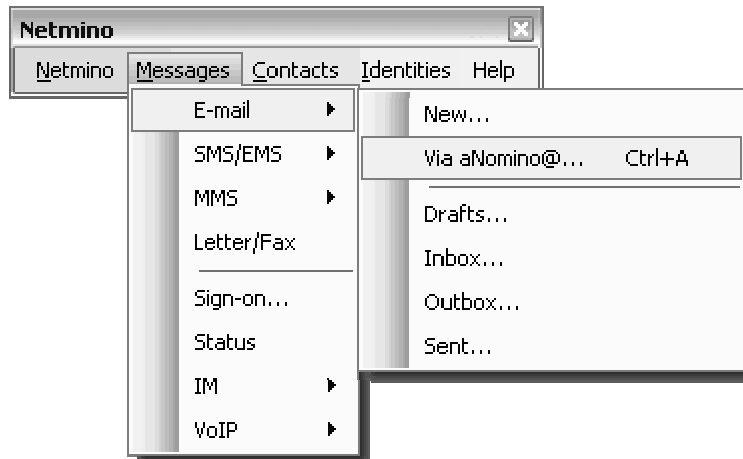 Netmino
Netmino Messages Contacts Identities Help
E-mail
SMS/EMS
MMS
Letter/Fax
Sign-on...
Status
IM
VoIP
New...
Via aNomino@... Ctrl+A
Drafts...
Inbox...
Outbox...
Sent...